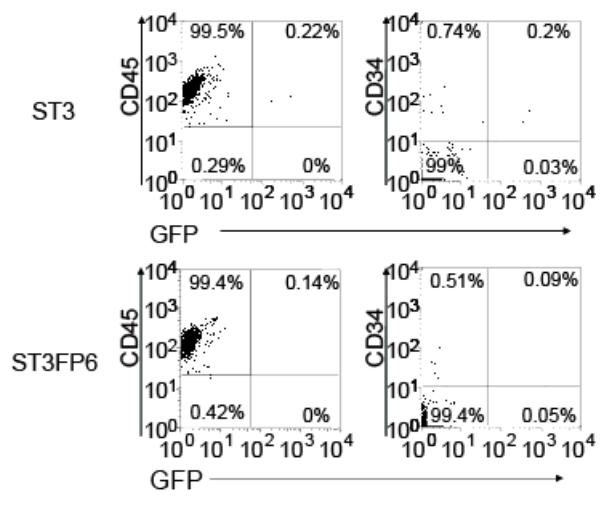 10⁴ 99.5% 0.22% 10⁴ 0.74% 0.2%
10³ 10³
CD45 CD34
ST3 10² 10²
10¹ 10¹
0.29% 0% 99% 0.03%
10⁰ 10⁰
10⁰ 10¹ 10² 10³ 10⁴ 10⁰ 10¹ 10² 10³ 10⁴
GFP
10⁴ 99.4% 0.14% 10⁴ 0.51% 0.09%
10³ 10³
CD45 CD34
ST3FP6 10² 10²
10¹ 10¹
0.42% 0% 99.4% 0.05%
10⁰ 10⁰
10⁰ 10¹ 10² 10³ 10⁴ 10⁰ 10¹ 10² 10³ 10⁴
GFP